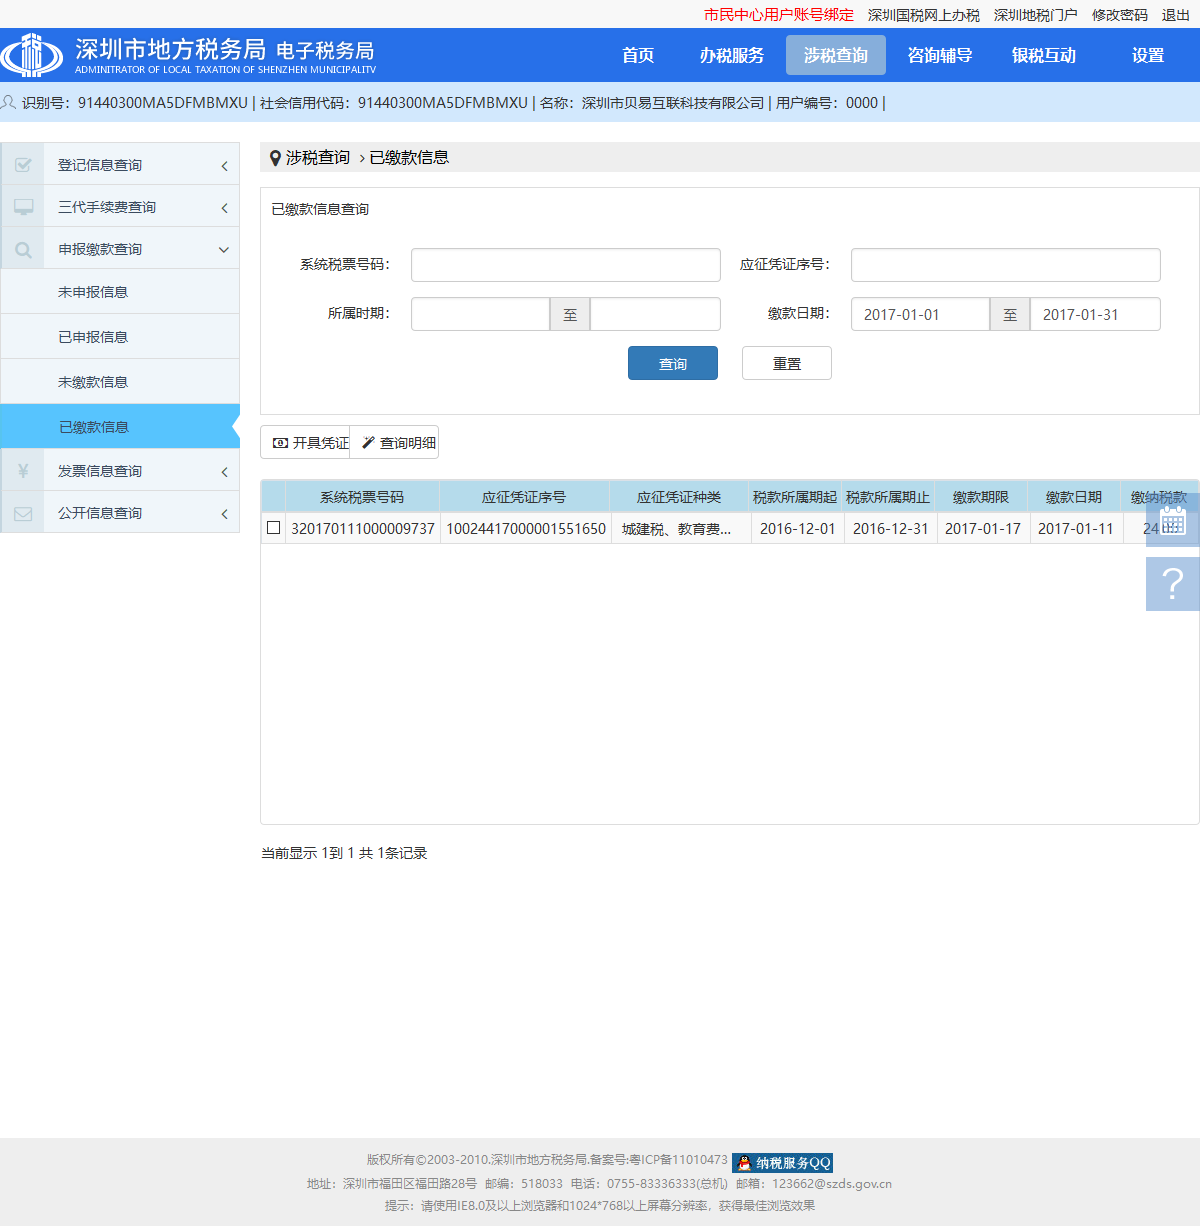 市民中心用户账号绑定 深圳国税网上办税 深圳地税门户 修改密码 退出
深圳市地方税务局 电子税务局
ADMINITRATOR OF LOCAL TAXATION OF SHENZHEN MUNICIPALITV
首页 办税服务 涉税查询 咨询辅导 银税互动 设置
识别号：91440300MA5DFMBMXU | 社会信用代码：91440300MA5DFMBMXU | 名称：深圳市贝易互联科技有限公司 | 用户编号：0000 |
登记信息查询
三代手续费查询
申报缴款查询
未申报信息
已申报信息
未缴款信息
已缴款信息
发票信息查询
公开信息查询
涉税查询 › 已缴款信息
已缴款信息查询
系统税票号码： 应征凭证序号：
所属时期： 至 缴款日期： 2017-01-01 至 2017-01-31
查询 重置
开具凭证 查询明细
系统税票号码 应征凭证序号 应征凭证种类 税款所属期起 税款所属期止 缴款期限 缴款日期 缴纳税款
320170111000009737 10024417000001551650 城建税、教育费... 2016-12-01 2016-12-31 2017-01-17 2017-01-11
?
当前显示 1到 1 共 1条记录
版权所有©2003-2010.深圳市地方税务局.备案号:粤ICP备11010473 纳税服务QQ
地址：深圳市福田区福田路28号 邮编：518033 电话：0755-83336333(总机) 邮箱：123662@szds.gov.cn
提示：请使用IE8.0及以上浏览器和1024*768以上屏幕分辨率，获得最佳浏览效果